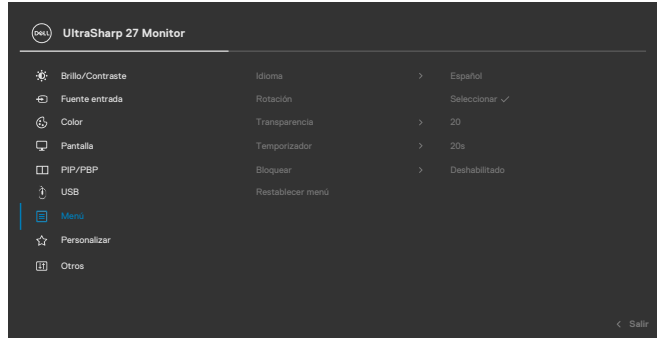 DELL UltraSharp 27 Monitor
Brillo/Contraste Idioma > Español
Fuente entrada Rotación Seleccionar ✓
Color Transparencia > 20
Pantalla Temporizador > 20s
PIP/PBP Bloquear > Deshabilitado
USB Restablecer menú
Menú
Personalizar
Otros
< Salir